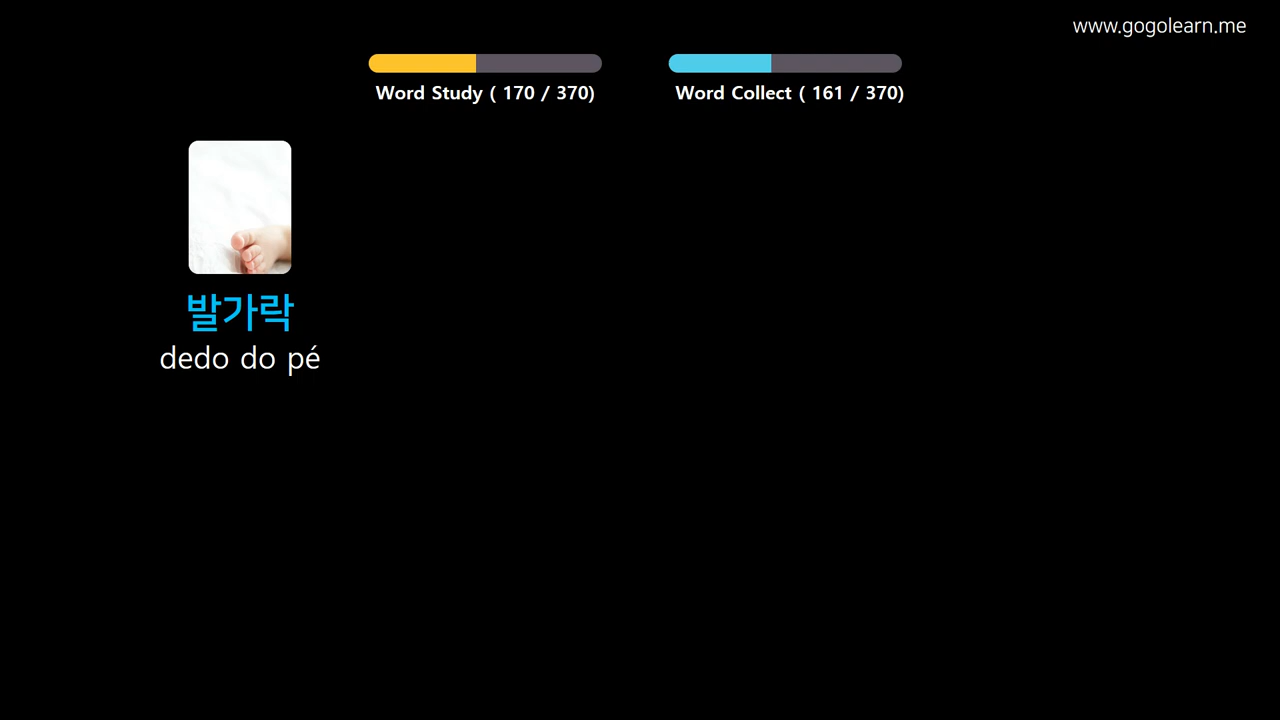 www.gogolearn.me
Word Study ( 170 / 370)
Word Collect ( 161 / 370)
발가락
dedo do pé